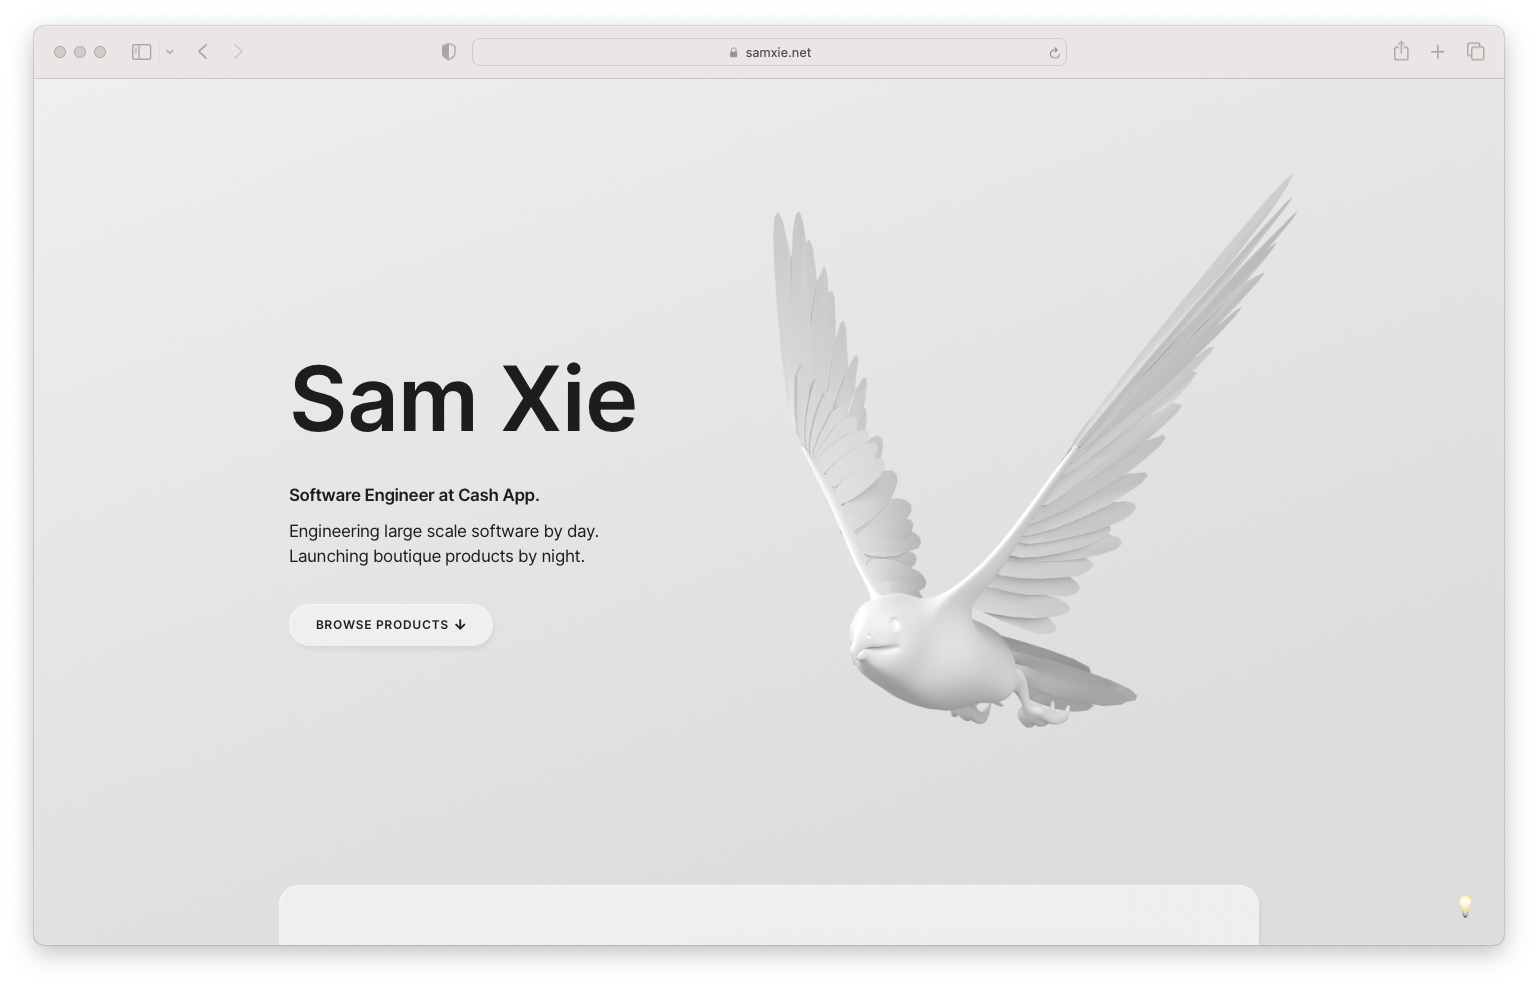 samxie.net
Sam Xie
Software Engineer at Cash App.
Engineering large scale software by day.
Launching boutique products by night.
BROWSE PRODUCTS